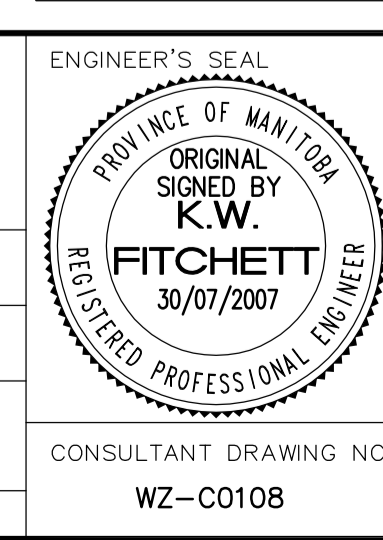 ENGINEER'S SEAL
PROVINCE OF MANITOBA
ORIGINAL
SIGNED BY
K.W.
FITCHETT
30/07/2007
REGISTERED PROFESSIONAL ENGINEER
CONSULTANT DRAWING NO
WZ-C0108